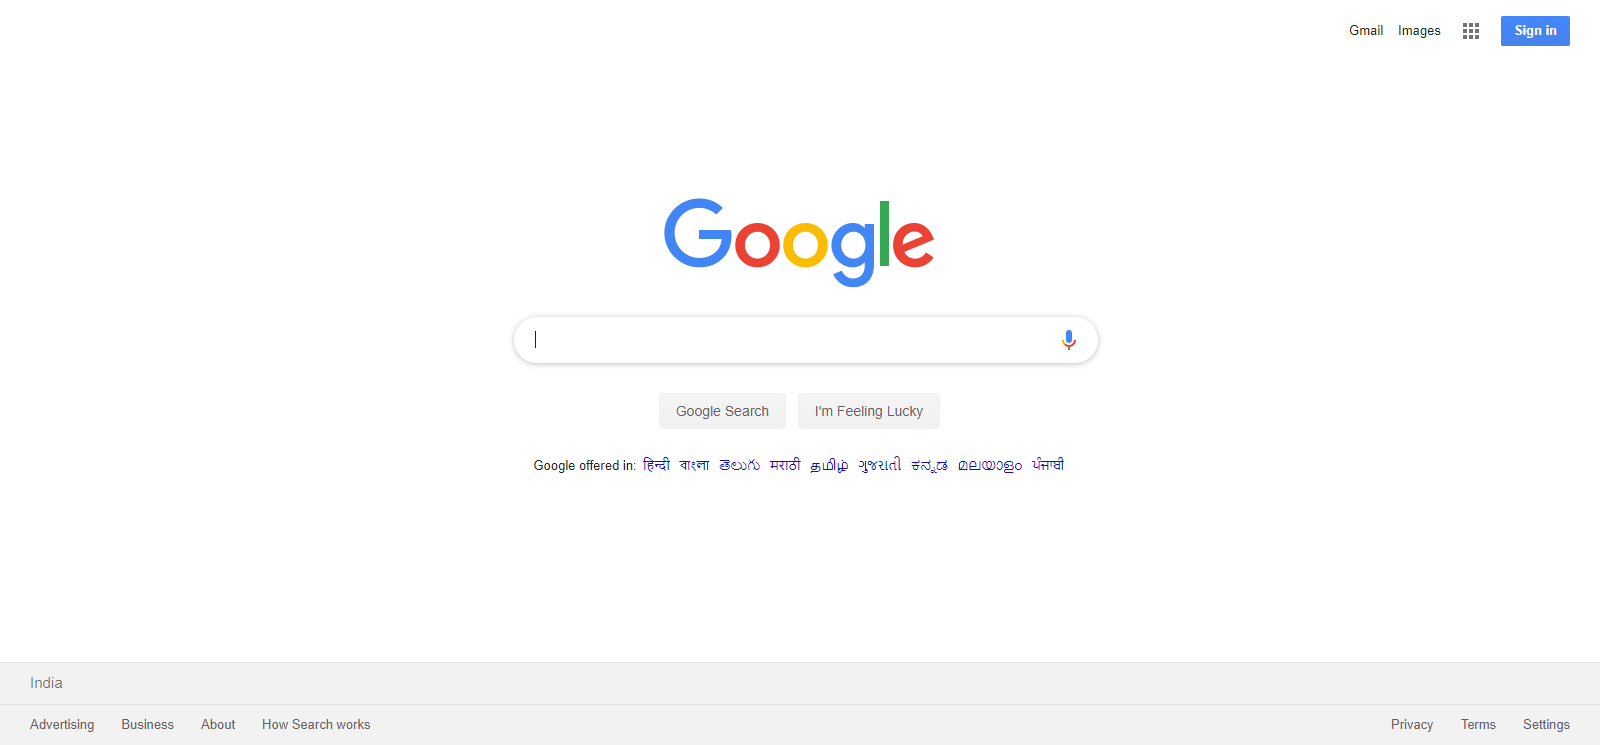 Gmail Images Sign in
Google
Google Search I'm Feeling Lucky
Google offered in: हिन्दी বাংলা తెలుగు मराठी தமிழ் ગુજરાતી ಕನ್ನಡ മലയാളം ਪੰਜਾਬੀ
India
Advertising Business About How Search works Privacy Terms Settings